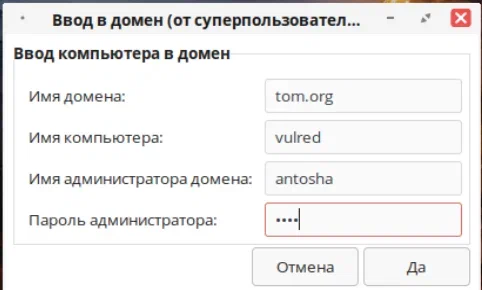 Ввод в домен (от суперпользовател...
Ввод компьютера в домен
Имя домена: tom.org
Имя компьютера: vulred
Имя администратора домена: antosha
Пароль администратора: ••••
Отмена Да